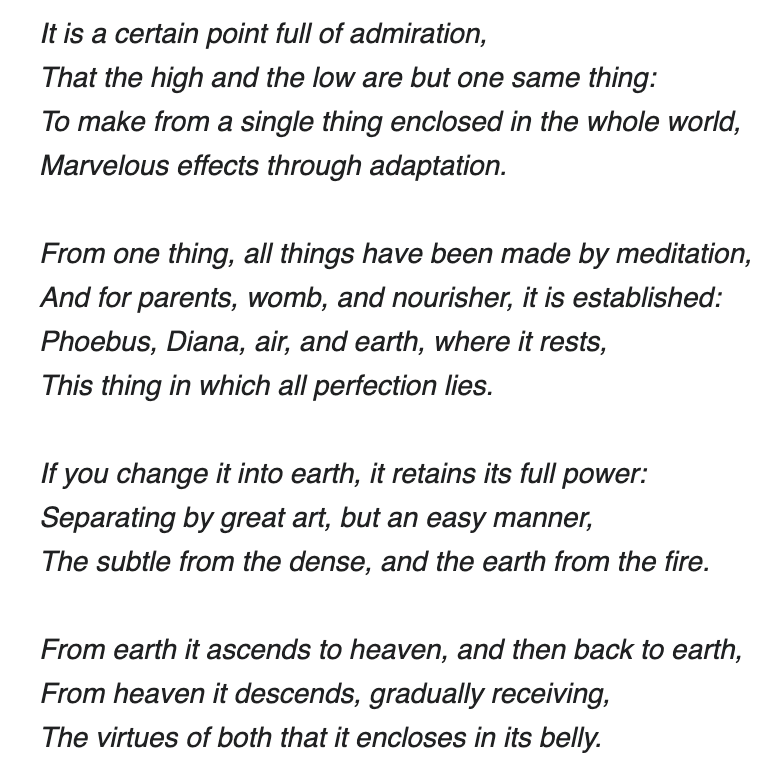 It is a certain point full of admiration,
That the high and the low are but one same thing:
To make from a single thing enclosed in the whole world,
Marvelous effects through adaptation.
From one thing, all things have been made by meditation,
And for parents, womb, and nourisher, it is established:
Phoebus, Diana, air, and earth, where it rests,
This thing in which all perfection lies.
If you change it into earth, it retains its full power:
Separating by great art, but an easy manner,
The subtle from the dense, and the earth from the fire.
From earth it ascends to heaven, and then back to earth,
From heaven it descends, gradually receiving,
The virtues of both that it encloses in its belly.